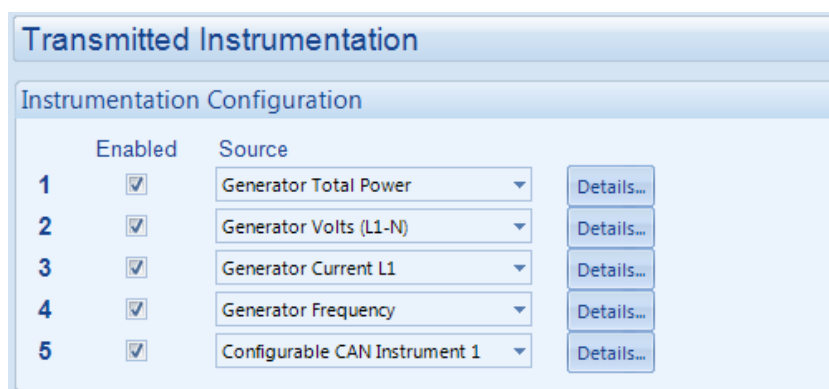 Transmitted Instrumentation
Instrumentation Configuration
Enabled Source
1 Generator Total Power Details...
2 Generator Volts (L1-N) Details...
3 Generator Current L1 Details...
4 Generator Frequency Details...
5 Configurable CAN Instrument 1 Details...